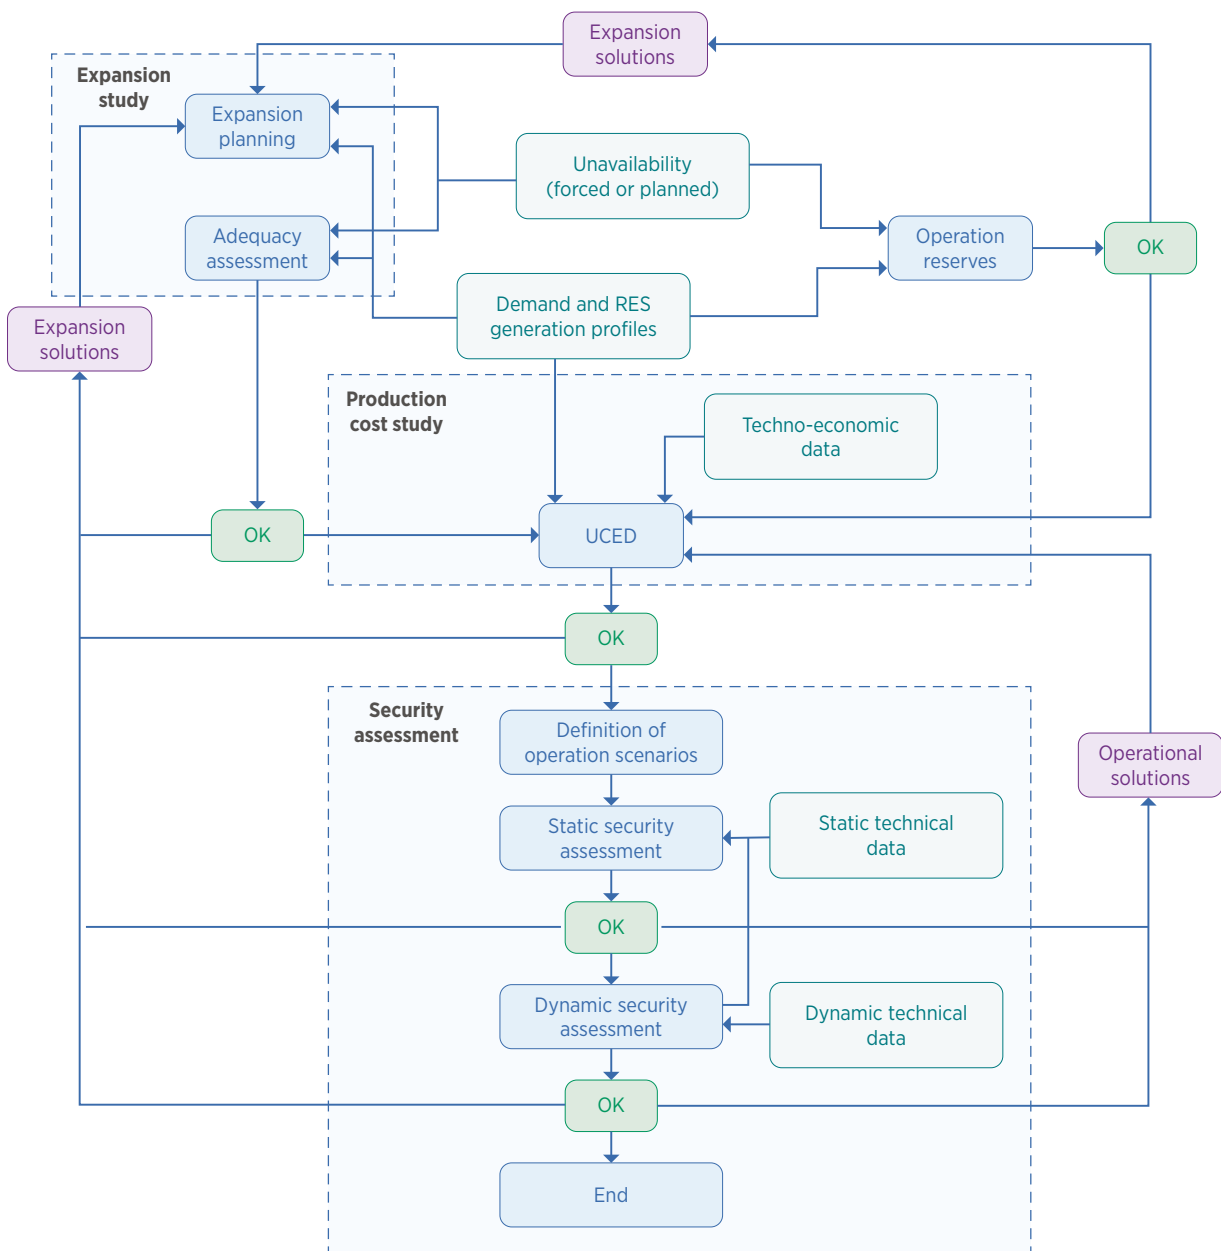 Expansion
solutions
Expansion
study
Expansion
planning
Unavailability
(forced or planned)
Adequacy
assessment
Operation
reserves
OK
Demand and RES
generation profiles
Expansion
solutions
Production
cost study
Techno-economic
data
OK
UCED
OK
Security
assessment
Definition of
operation scenarios
Operational
solutions
Static security
assessment
Static technical
data
OK
Dynamic security
assessment
Dynamic technical
data
OK
End